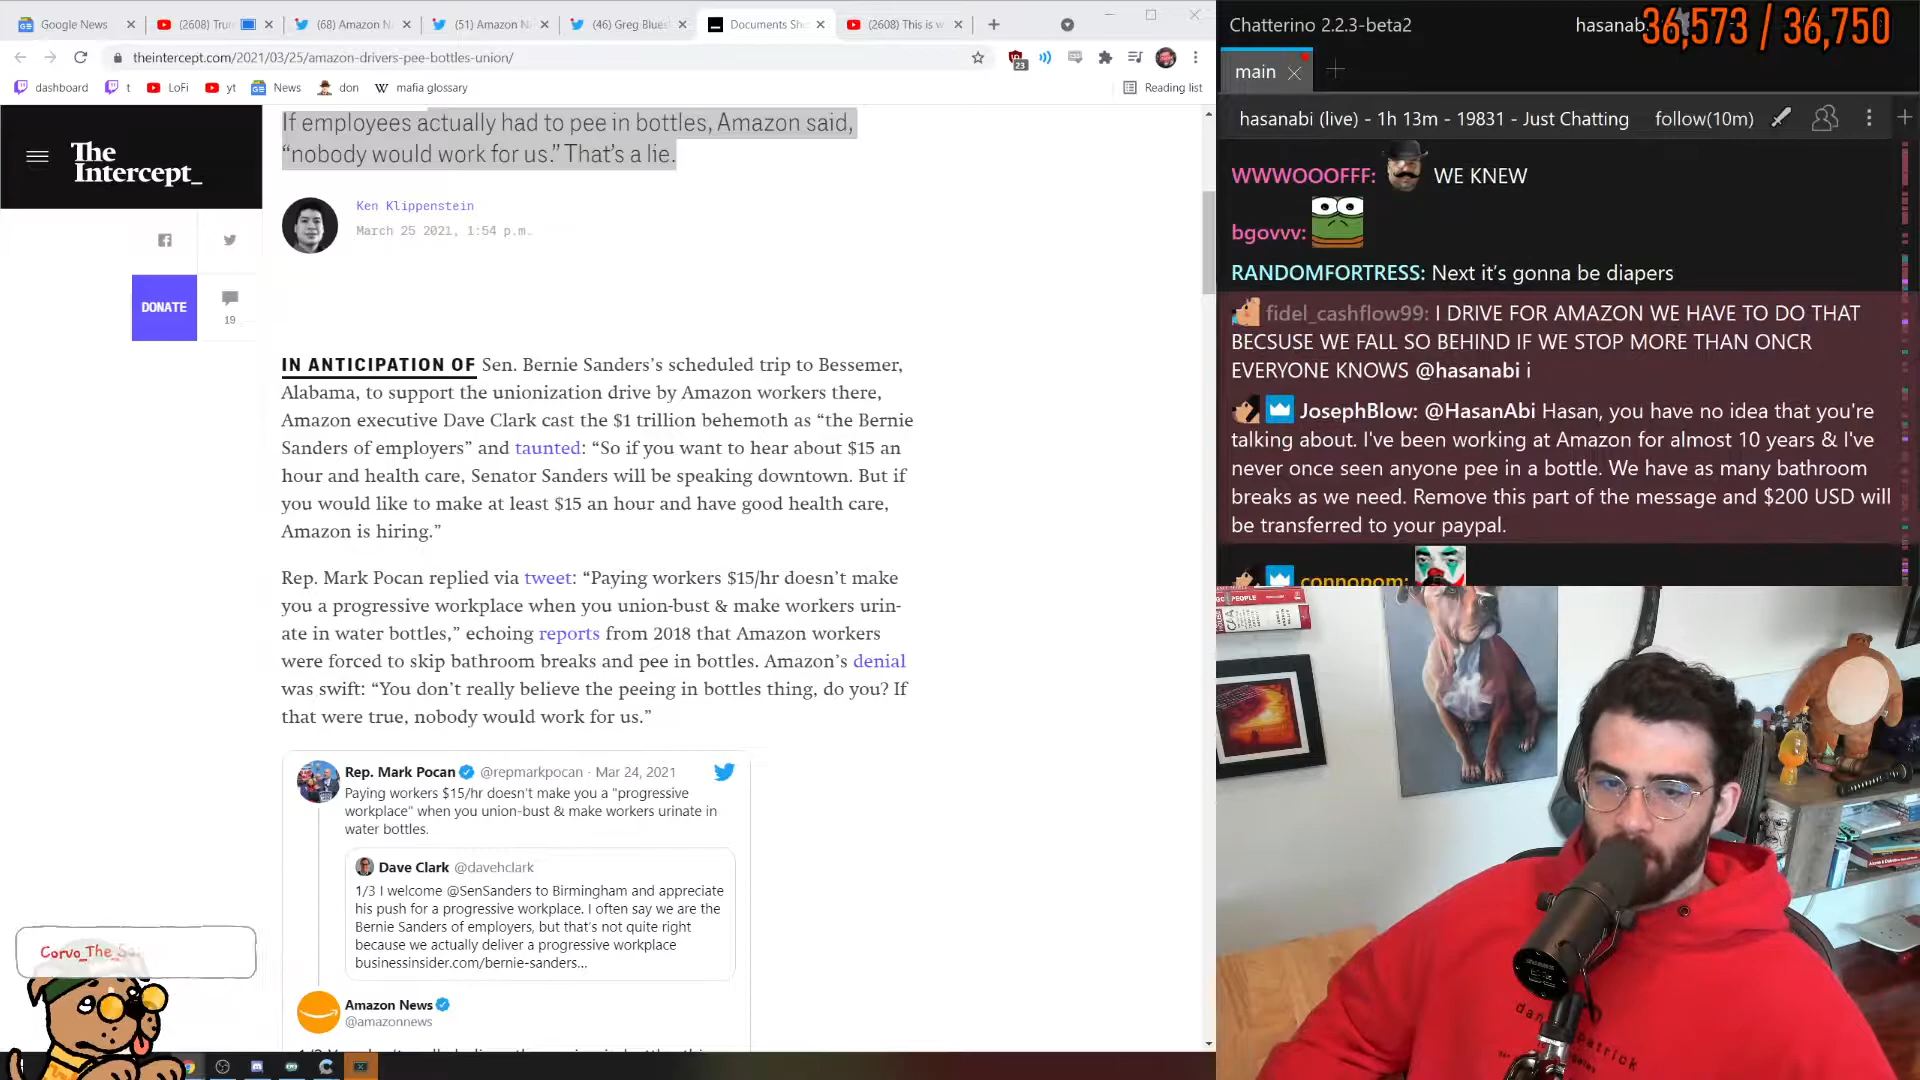 Google News
(2608) Trum
(68) Amazon N
(51) Amazon N
(46) Greg Blues
Documents Sho
(2608) This is w
theintercept.com/2021/03/25/amazon-drivers-pee-bottles-union/
23
dashboard
t
LoFi
yt
News
don
W mafia glossary
Reading list
The
Intercept_
If employees actually had to pee in bottles, Amazon said,
“nobody would work for us.” That’s a lie.
Ken Klippenstein
March 25 2021, 1:54 p.m.
DONATE
19
IN ANTICIPATION OF Sen. Bernie Sanders’s scheduled trip to Bessemer,
Alabama, to support the unionization drive by Amazon workers there,
Amazon executive Dave Clark cast the $1 trillion behemoth as “the Bernie
Sanders of employers” and taunted: “So if you want to hear about $15 an
hour and health care, Senator Sanders will be speaking downtown. But if
you would like to make at least $15 an hour and have good health care,
Amazon is hiring.”
Rep. Mark Pocan replied via tweet: “Paying workers $15/hr doesn’t make
you a progressive workplace when you union-bust & make workers urin-
ate in water bottles,” echoing reports from 2018 that Amazon workers
were forced to skip bathroom breaks and pee in bottles. Amazon’s denial
was swift: “You don’t really believe the peeing in bottles thing, do you? If
that were true, nobody would work for us.”
Rep. Mark Pocan @repmarkpocan · Mar 24, 2021
Paying workers $15/hr doesn't make you a "progressive
workplace" when you union-bust & make workers urinate in
water bottles.
Dave Clark @davehclark
1/3 I welcome @SenSanders to Birmingham and appreciate
his push for a progressive workplace. I often say we are the
Bernie Sanders of employers, but that's not quite right
because we actually deliver a progressive workplace
businessinsider.com/bernie-sanders...
Amazon News
@amazonnews
Corvo_The_
Chatterino 2.2.3-beta2
hasanab
36,573 / 36,750
main
hasanabi (live) - 1h 13m - 19831 - Just Chatting
follow(10m)
WWWOOOFFF: WE KNEW
bgovvv:
RANDOMFORTRESS: Next it’s gonna be diapers
fidel_cashflow99: I DRIVE FOR AMAZON WE HAVE TO DO THAT
BECSUSE WE FALL SO BEHIND IF WE STOP MORE THAN ONCR
EVERYONE KNOWS @hasanabi i
JosephBlow: @HasanAbi Hasan, you have no idea that you're
talking about. I've been working at Amazon for almost 10 years & I've
never once seen anyone pee in a bottle. We have as many bathroom
breaks as we need. Remove this part of the message and $200 USD will
be transferred to your paypal.
connopom:
PEOPLE